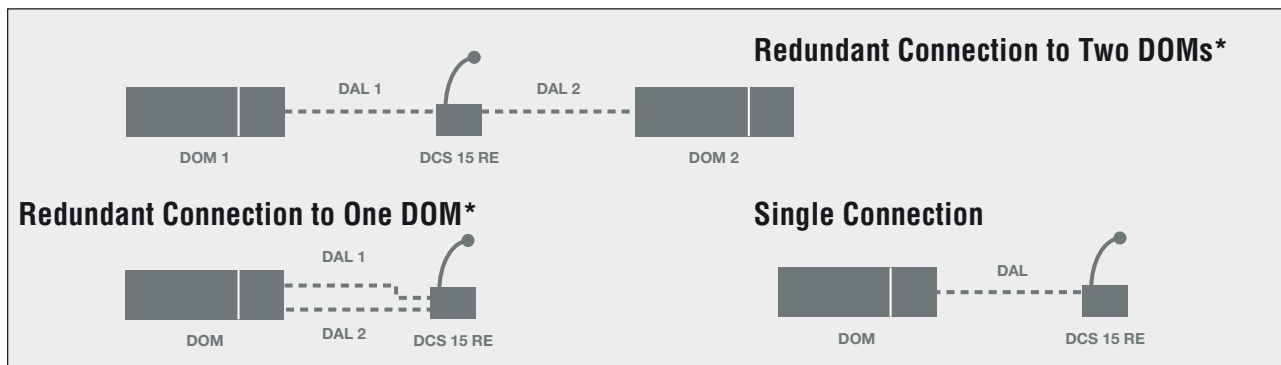 Redundant Connection to Two DOMs*
DAL 1 DAL 2
DOM 1 DCS 15 RE DOM 2
Redundant Connection to One DOM*
DAL 1
DAL 2
DOM DCS 15 RE
Single Connection
DAL
DOM DCS 15 RE